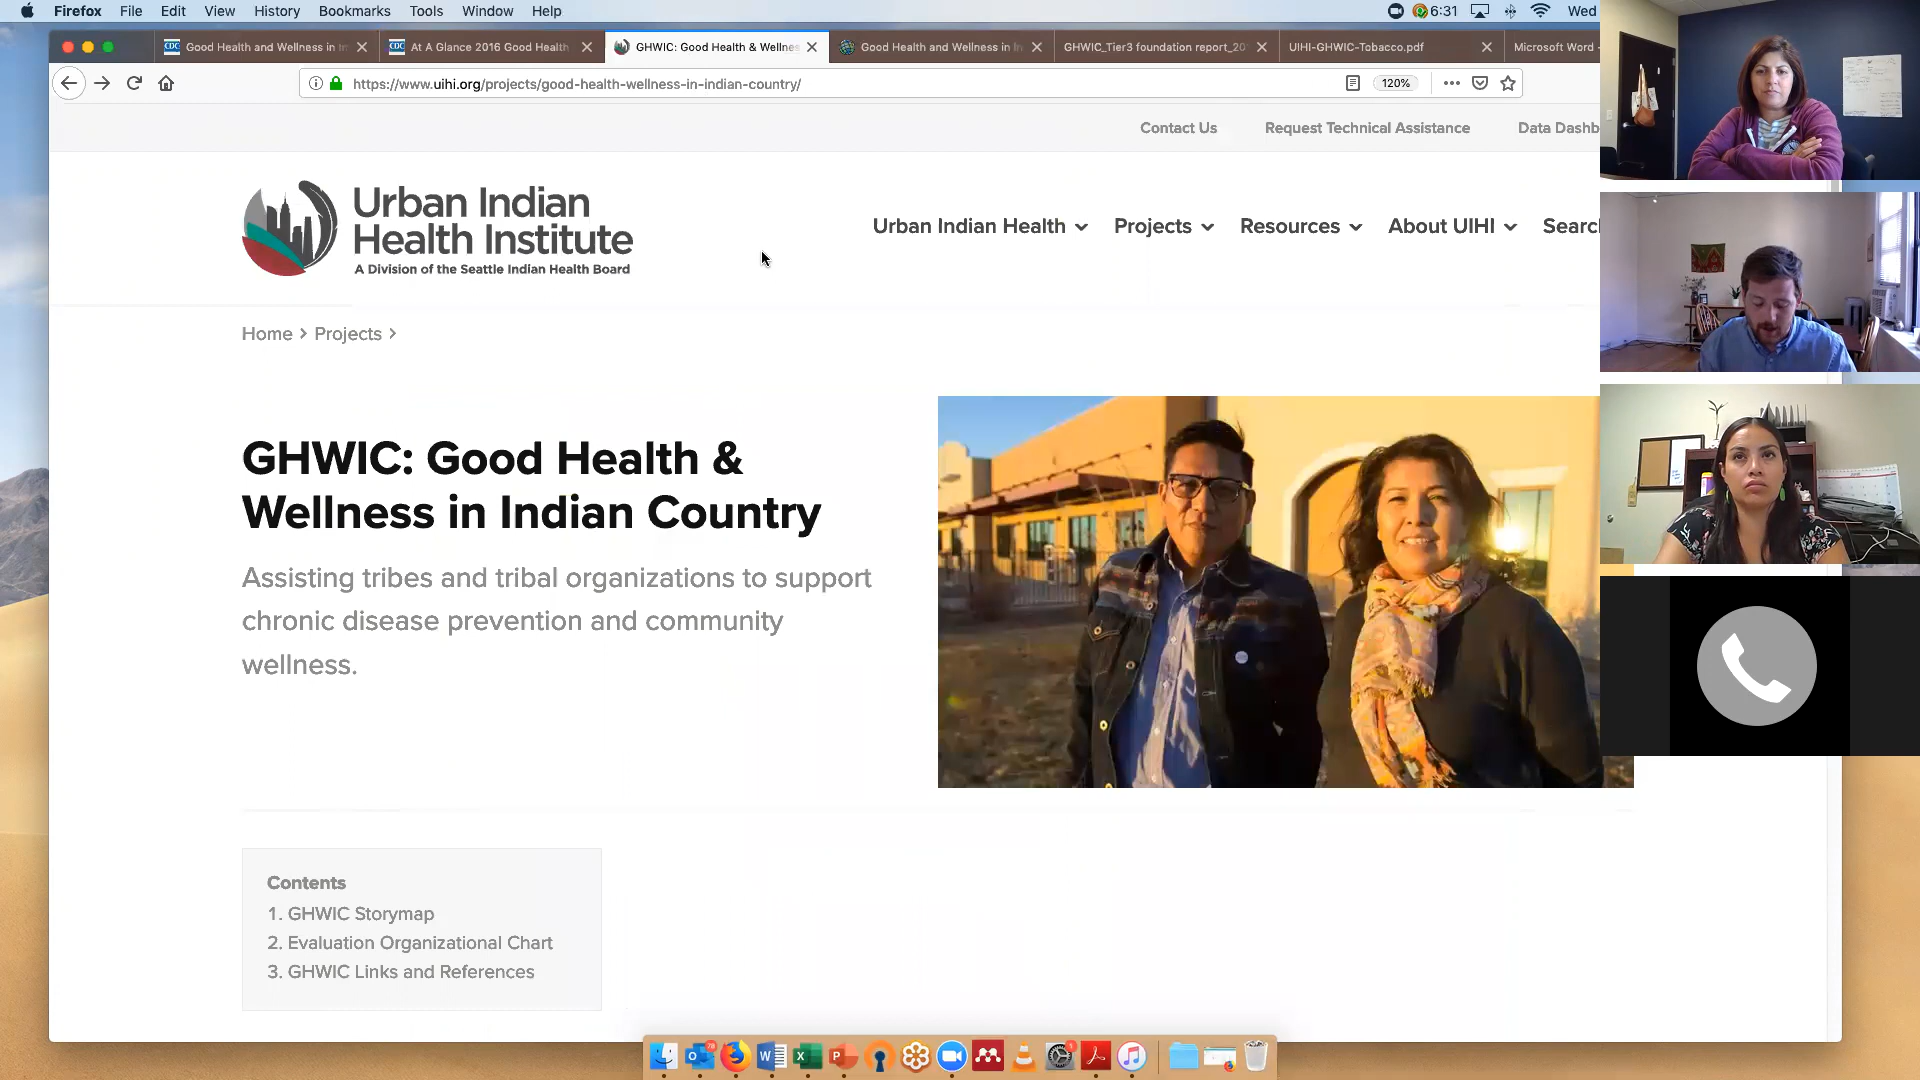 Firefox File Edit View History Bookmarks Tools Window Help 6:31 Wed
Good Health and Wellness in
At A Glance 2016 Good Health
GHWIC: Good Health & Wellnes
Good Health and Wellness in
GHWIC_Tier3 foundation report_20
UIHI-GHWIC-Tobacco.pdf
Microsoft Word -
https://www.uihi.org/projects/good-health-wellness-in-indian-country/ 120%
Contact Us Request Technical Assistance Data Dashb
Urban Indian
Health Institute
A Division of the Seattle Indian Health Board
Urban Indian Health Projects Resources About UIHI Searc
Home > Projects >
GHWIC: Good Health &
Wellness in Indian Country
Assisting tribes and tribal organizations to support
chronic disease prevention and community
wellness.
Contents
1. GHWIC Storymap
2. Evaluation Organizational Chart
3. GHWIC Links and References